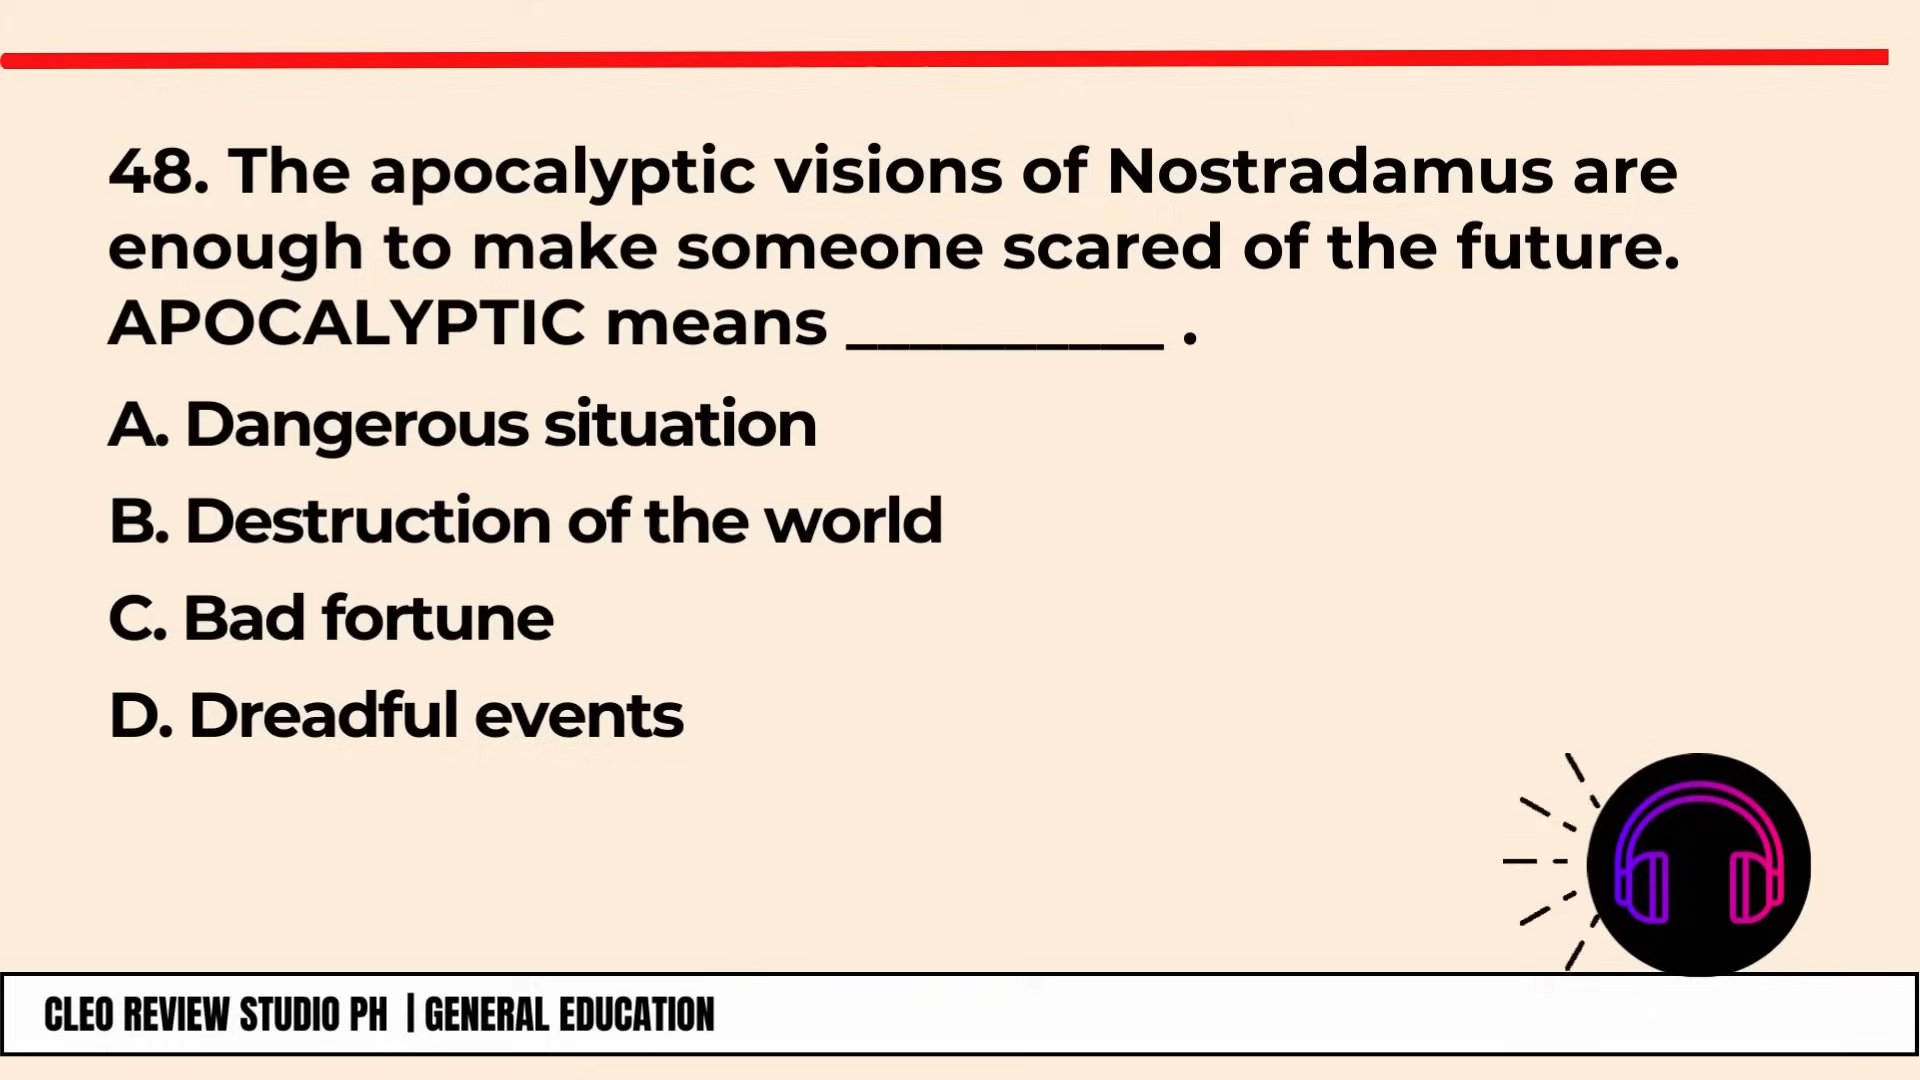 48. The apocalyptic visions of Nostradamus are
enough to make someone scared of the future.
APOCALYPTIC means __________ .
A. Dangerous situation
B. Destruction of the world
C. Bad fortune
D. Dreadful events
CLEO REVIEW STUDIO PH | GENERAL EDUCATION